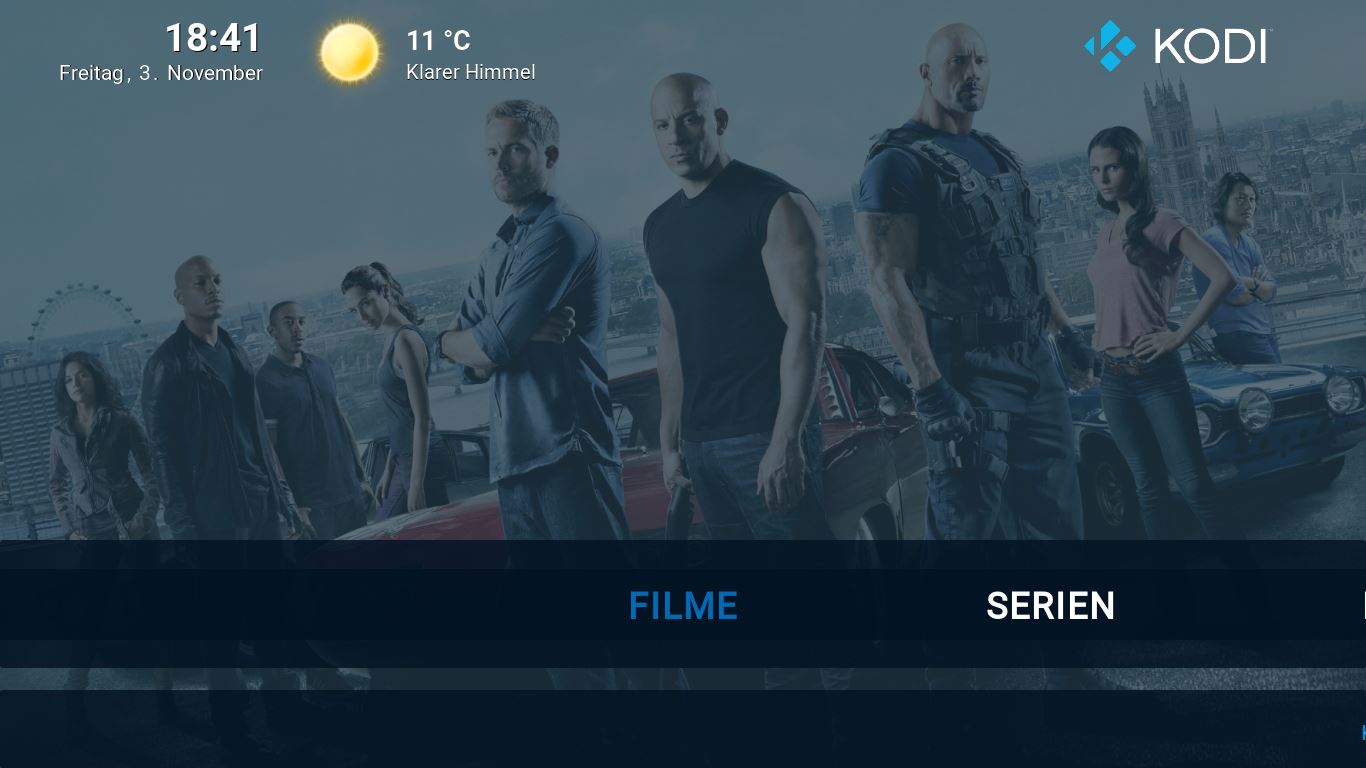 18:41
Freitag, 3. November
11 °C
Klarer Himmel
KODI
FILME
SERIEN